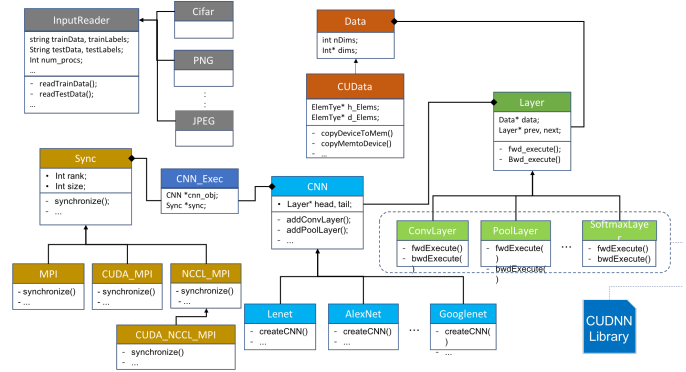 InputReader
string trainData, trainLabels;
String testData, testLabels;
Int num_procs;
...
- readTrainData();
- readTestData();
...
Cifar
PNG
:
:
JPEG
Data
int nDims;
Int* dims;
CUData
ElemTye* h_Elems;
ElemTye* d_Elems;
- copyDeviceToMem()
- copyMemtoDevice()
- ...
Layer
Data* data;
Layer* prev, next;
- fwd_execute();
- Bwd_execute()
Sync
• Int rank;
• Int size;
- synchronize();
- ...
CNN_Exec
CNN *cnn_obj;
Sync *sync;
CNN
• Layer* head, tail;
- addConvLayer();
- addPoolLayer();
- ...
ConvLayer
- fwdExecute()
- bwdExecute(
)
PoolLayer
- fwdExecute(
)
- bwdExecute(
)
...
SoftmaxLaye
r
- fwdExecute()
- bwdExecute()
MPI
- synchronize()
- ...
CUDA_MPI
- synchronize()
- ...
NCCL_MPI
- synchronize()
- ...
CUDA_NCCL_MPI
- synchronize()
- ...
Lenet
- createCNN()
- ...
AlexNet
- createCNN()
- ...
...
Googlenet
- createCNN(
)
- ...
CUDNN
Library